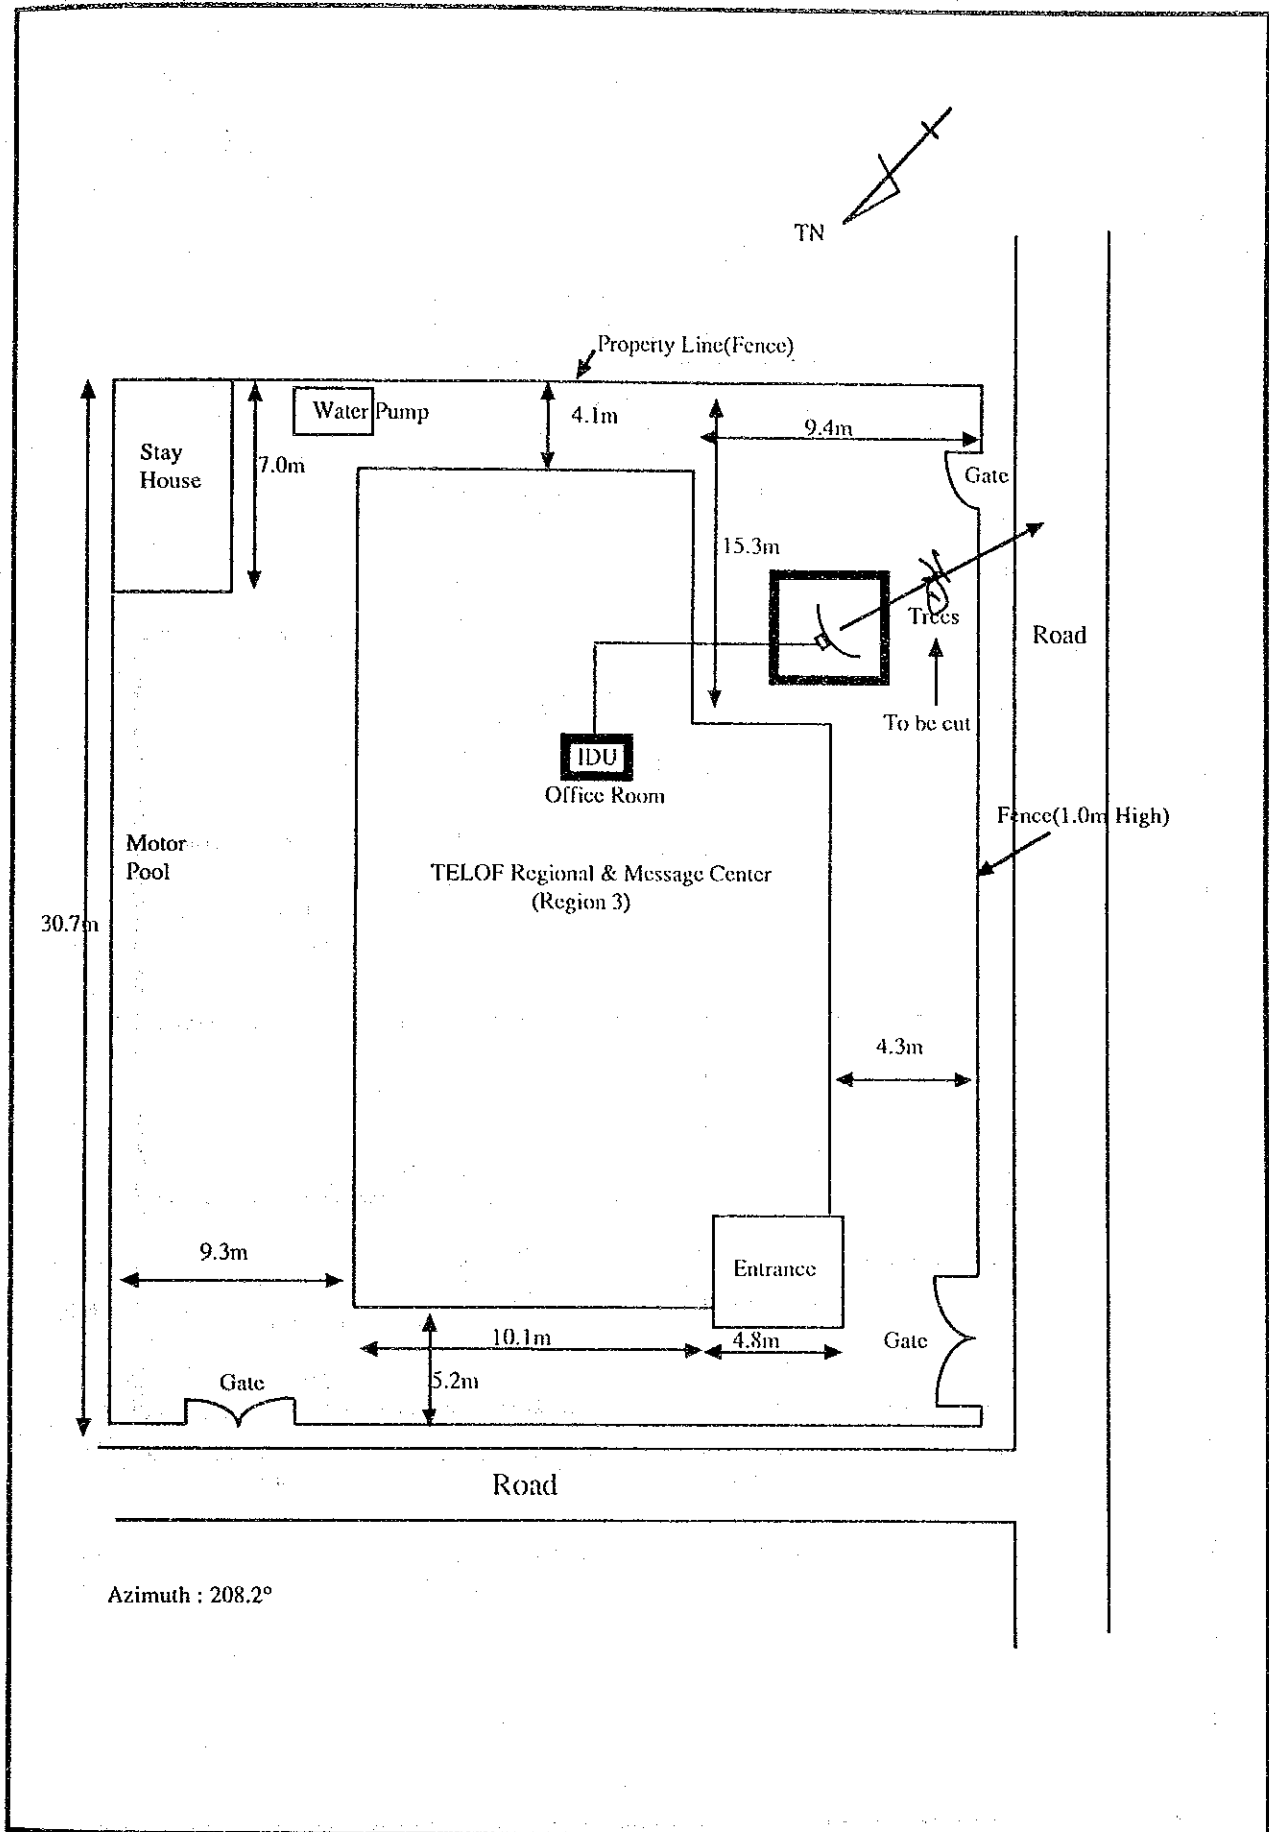 TN
Property Line(Fence)
Water Pump
4.1m
9.4m
Stay
House
7.0m
Gate
15.3m
Trees
Road
To be cut
IDU
Office Room
Fence(1.0m High)
Motor
Pool
TELOF Regional & Message Center
(Region 3)
30.7m
4.3m
9.3m
Entrance
10.1m
4.8m
Gate
5.2m
Gate
Road
Azimuth : 208.2°